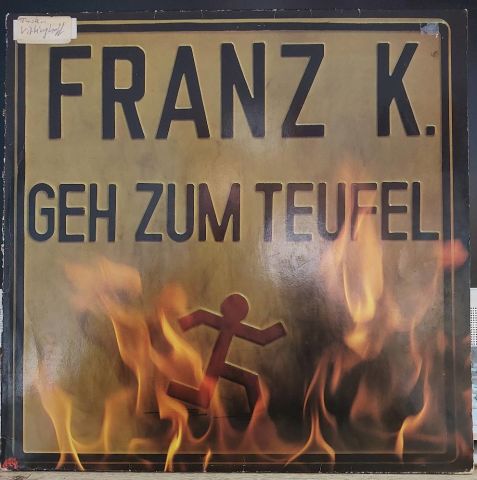 FRANZ K.
GEH ZUM TEUFEL